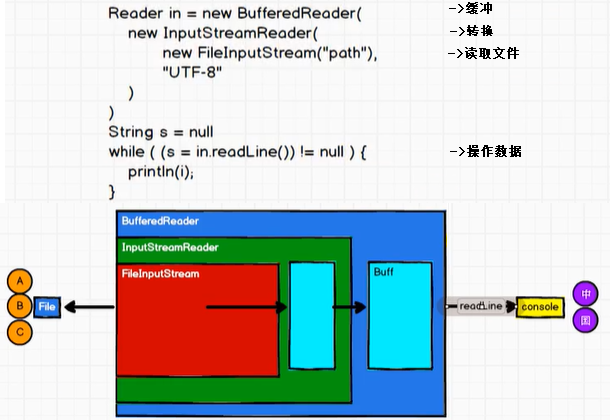 Reader in = new BufferedReader( ->缓冲
new InputStreamReader( ->转换
new FileInputStream("path"), ->读取文件
"UTF-8"
)
)
String s = null
while ( (s = in.readLine()) != null ) { ->操作数据
println(i);
}
BufferedReader
InputStreamReader
FileInputStream
Buff
A
B
C
File
readLine
console
中
国